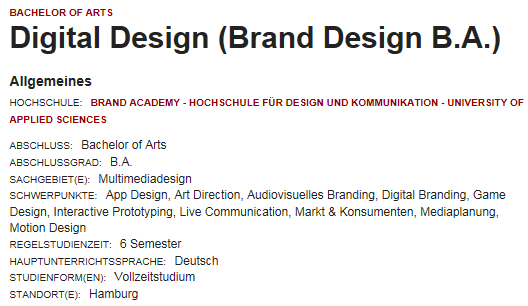 BACHELOR OF ARTS
Digital Design (Brand Design B.A.)
Allgemeines
HOCHSCHULE: BRAND ACADEMY - HOCHSCHULE FÜR DESIGN UND KOMMUNIKATION - UNIVERSITY OF
APPLIED SCIENCES
ABSCHLUSS: Bachelor of Arts
ABSCHLUSSGRAD: B.A.
SACHGEBIET(E): Multimediadesign
SCHWERPUNKTE: App Design, Art Direction, Audiovisuelles Branding, Digital Branding, Game
Design, Interactive Prototyping, Live Communication, Markt & Konsumenten, Mediaplanung,
Motion Design
REGELSTUDIENZEIT: 6 Semester
HAUPTUNTERRICHTSSPRACHE: Deutsch
STUDIENFORM(EN): Vollzeitstudium
STANDORT(E): Hamburg